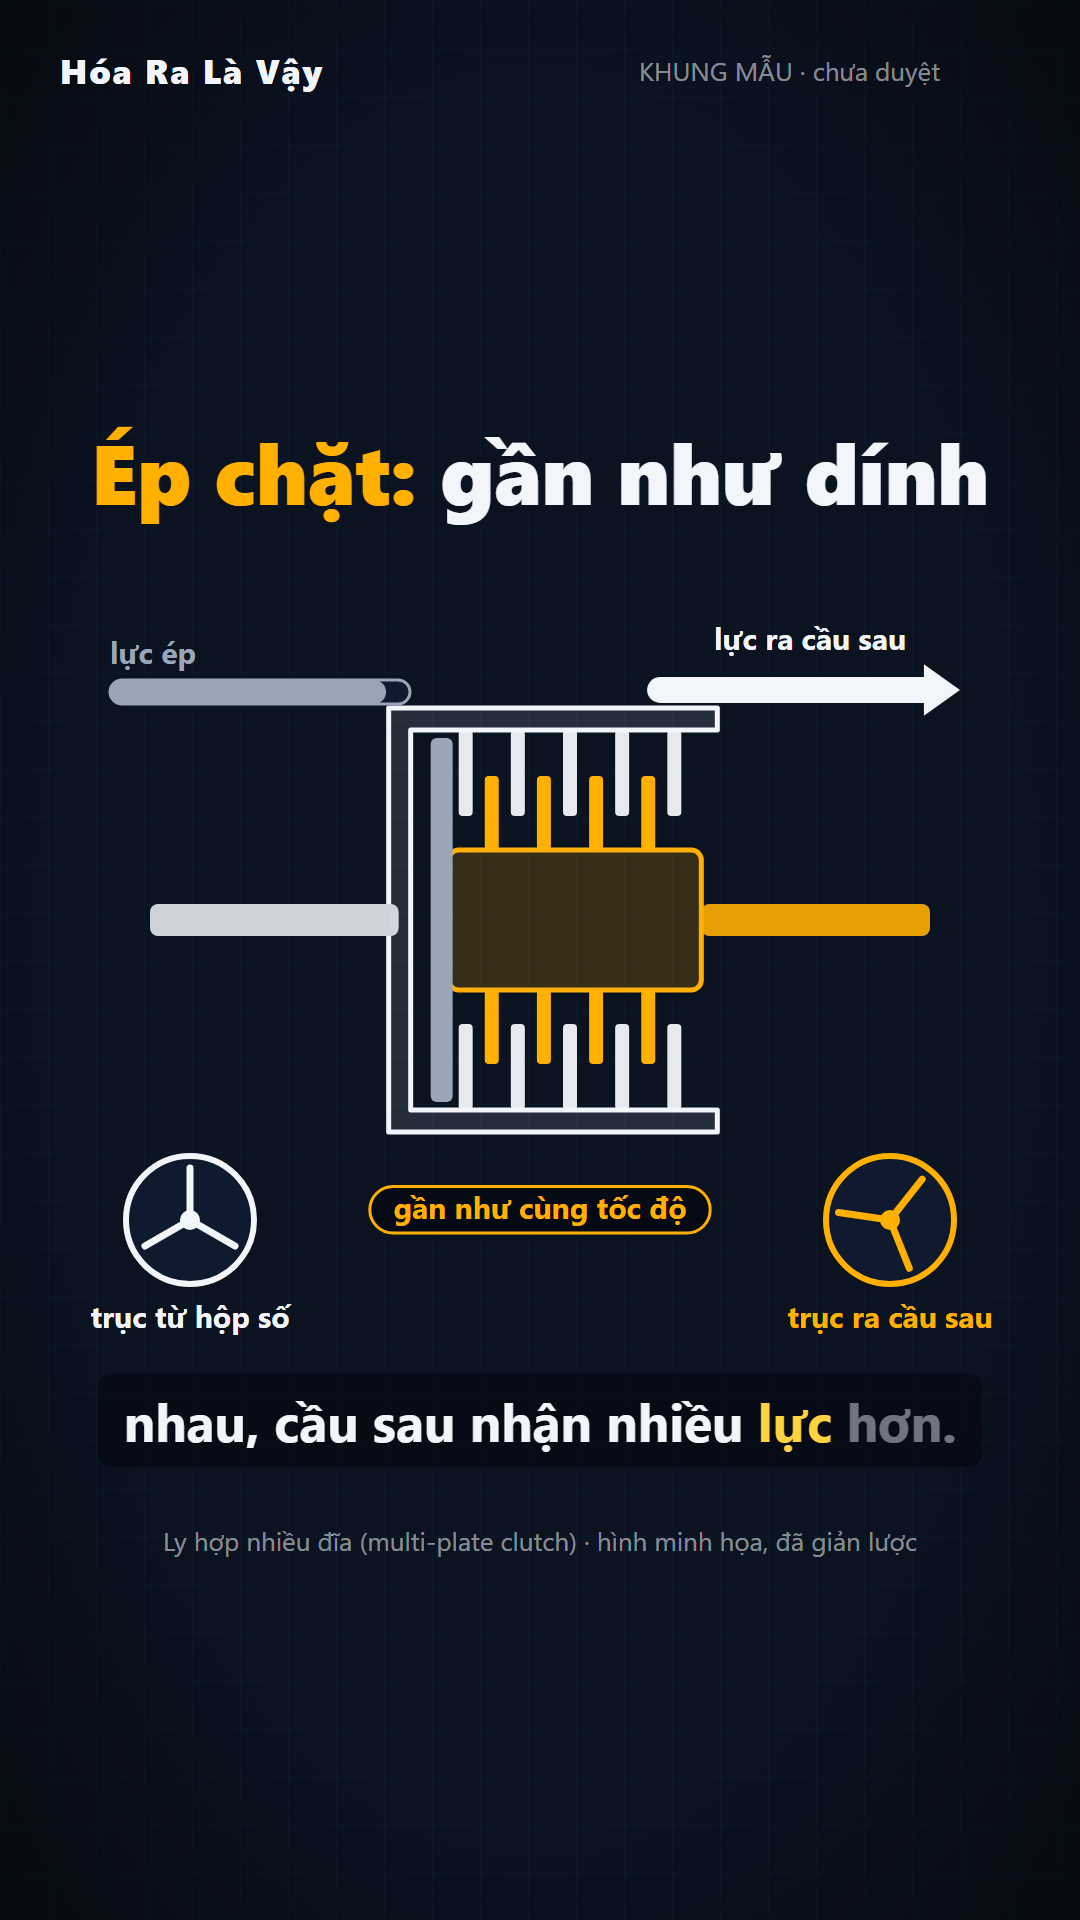 Hóa Ra Là Vậy
KHUNG MẪU · chưa duyệt
Ép chặt: gần như dính
lực ép
lực ra cầu sau
gần như cùng tốc độ
trục từ hộp số
trục ra cầu sau
nhau, cầu sau nhận nhiều lực hơn.
Ly hợp nhiều đĩa (multi-plate clutch) · hình minh họa, đã giản lược